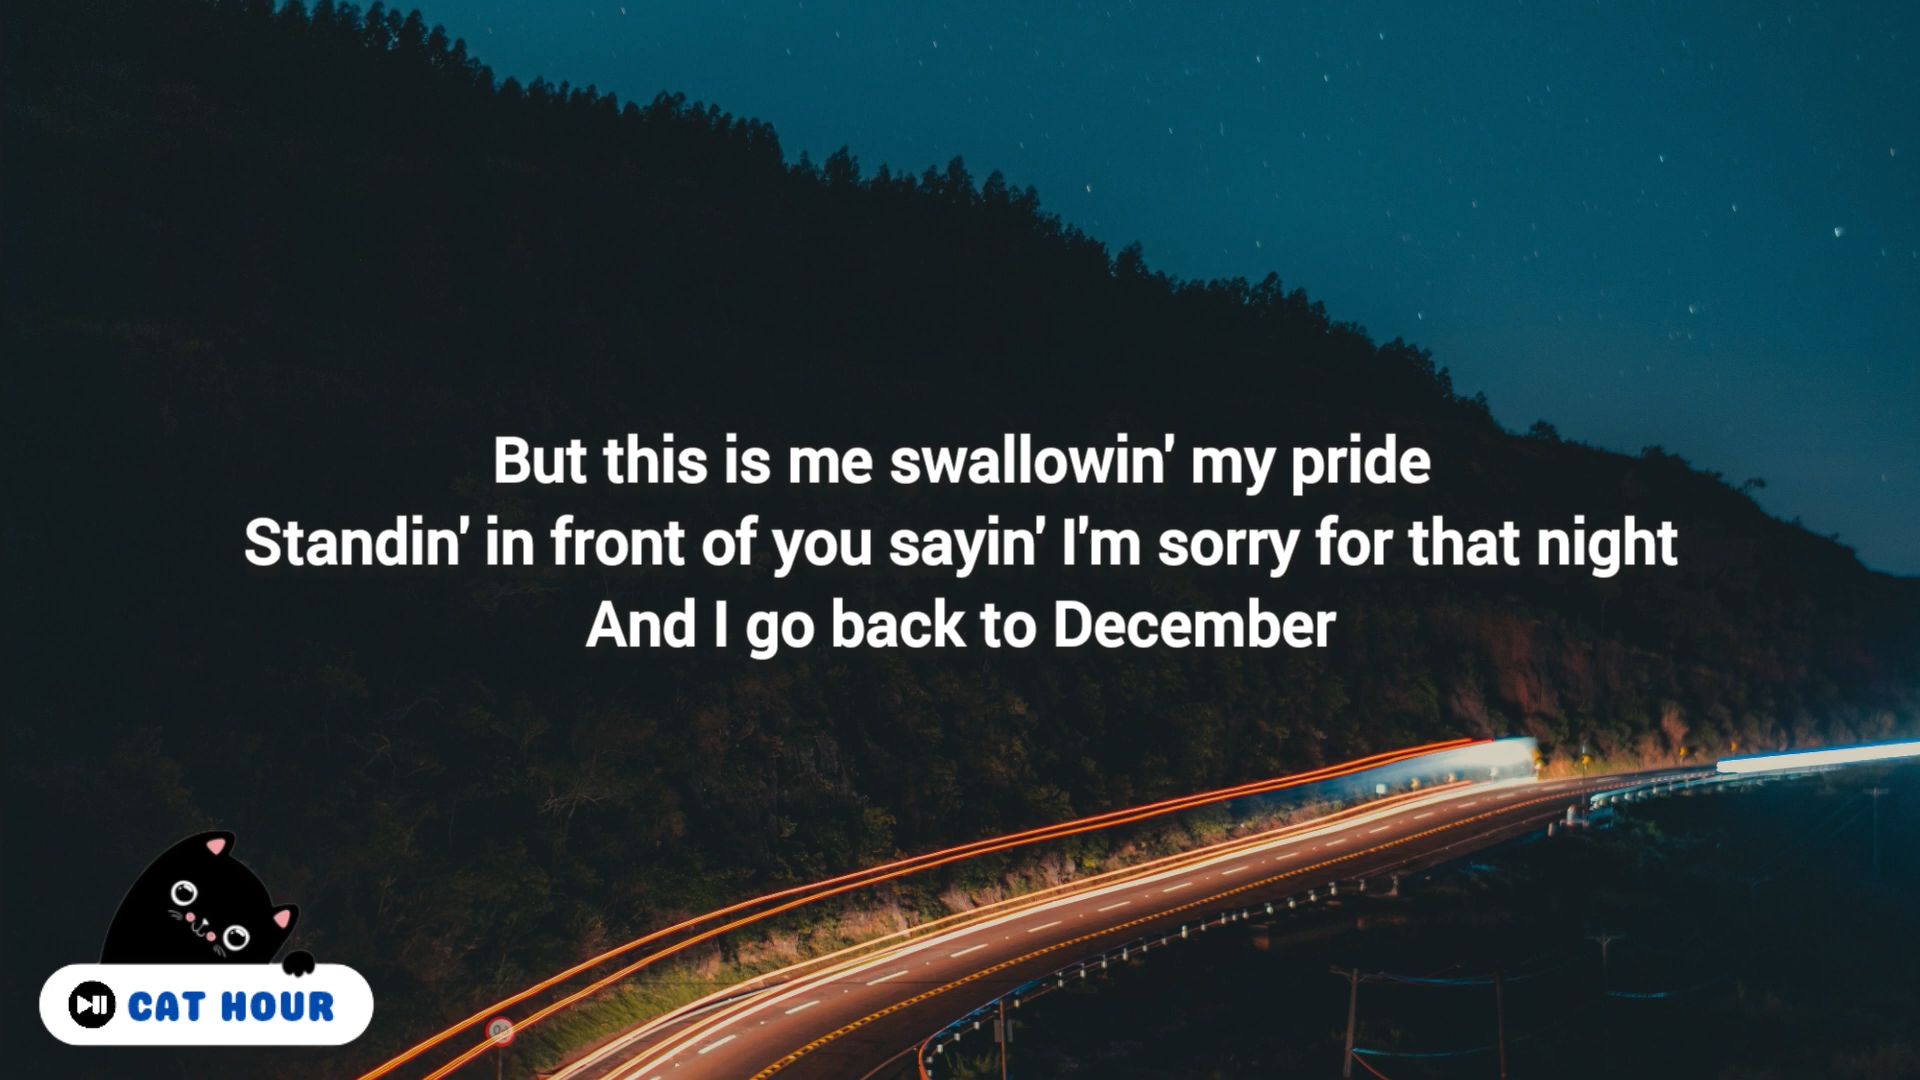 But this is me swallowin' my pride
Standin' in front of you sayin' I'm sorry for that night
And I go back to December
CAT HOUR